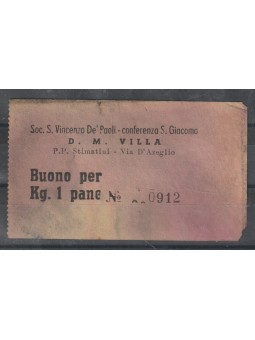 Soc. S. Vincenzo De' Paoli - conferenza S. Giacomo
D. M. VILLA
P.P. Stimatini - Via D'Azeglio
Buono per
Kg. 1 pane № 0912